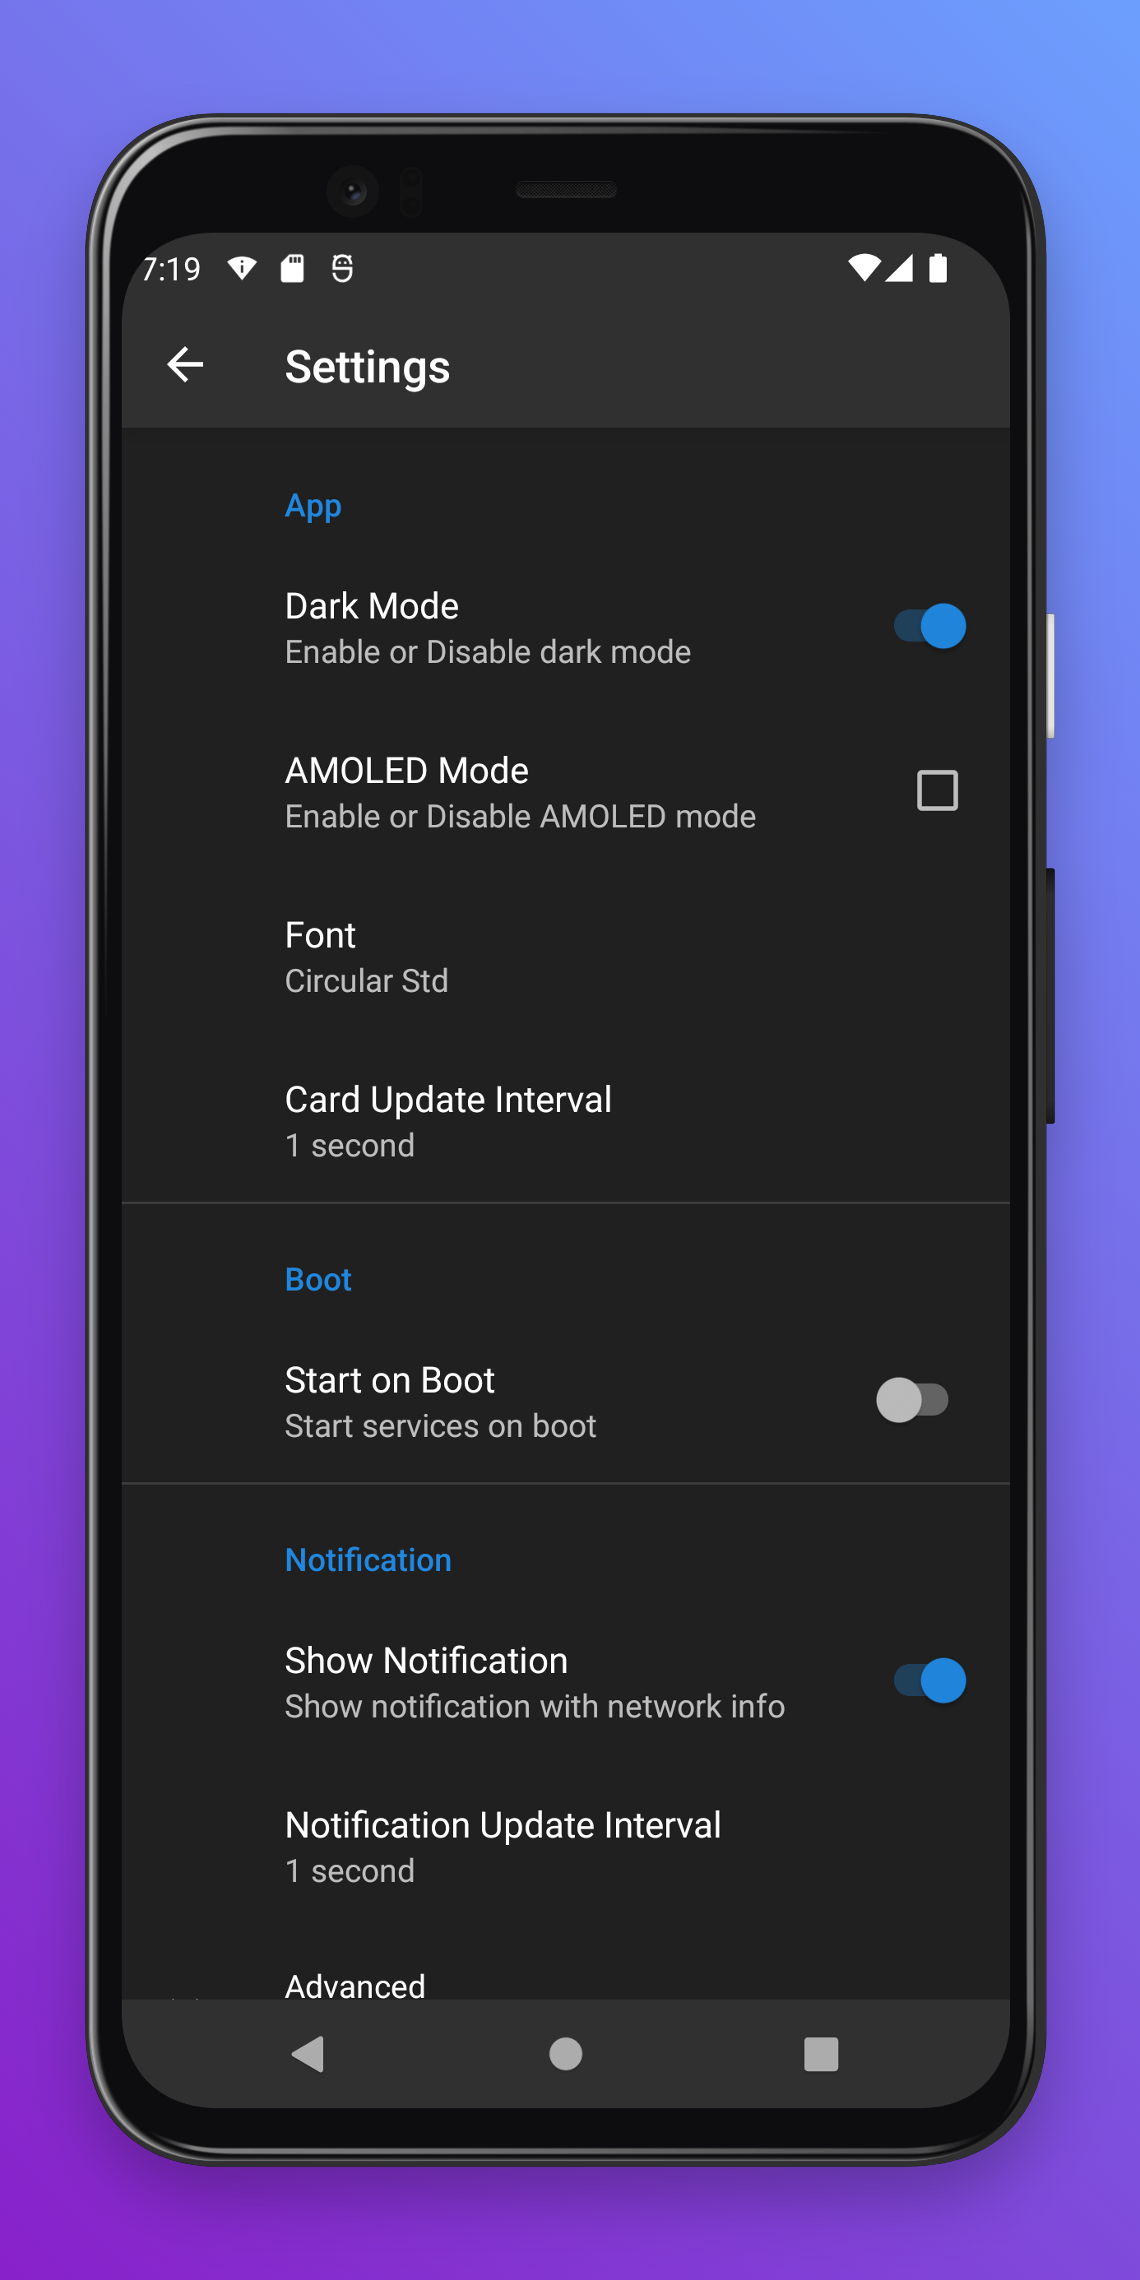 7:19
Settings
App
Dark Mode
Enable or Disable dark mode
AMOLED Mode
Enable or Disable AMOLED mode
Font
Circular Std
Card Update Interval
1 second
Boot
Start on Boot
Start services on boot
Notification
Show Notification
Show notification with network info
Notification Update Interval
1 second
Advanced